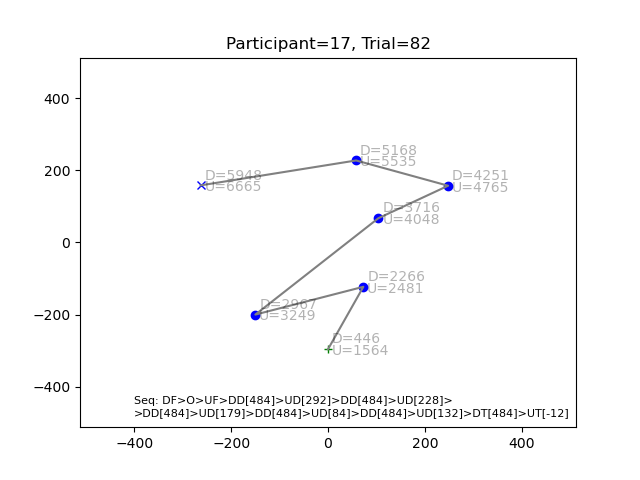 Participant=17, Trial=82
400
200
0
−200
−400
D=5168
U=5535
D=5948
U=6665
D=4251
U=4765
D=3716
U=4048
D=2266
U=2481
D=2967
U=3249
D=446
U=1564
Seq: DF>O>UF>DD[484]>UD[292]>DD[484]>UD[228]>
>DD[484]>UD[179]>DD[484]>UD[84]>DD[484]>UD[132]>DT[484]>UT[-12]
−400 −200 0 200 400